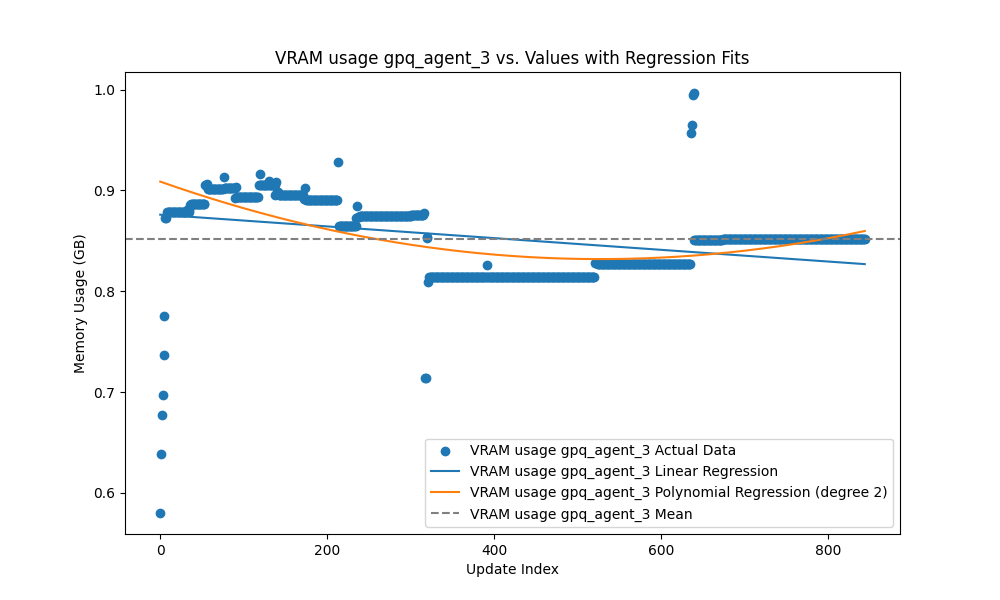 VRAM usage gpq_agent_3 vs. Values with Regression Fits
1.0
0.9
0.8
0.7
0.6
Memory Usage (GB)
VRAM usage gpq_agent_3 Actual Data
VRAM usage gpq_agent_3 Linear Regression
VRAM usage gpq_agent_3 Polynomial Regression (degree 2)
VRAM usage gpq_agent_3 Mean
0 200 400 600 800
Update Index